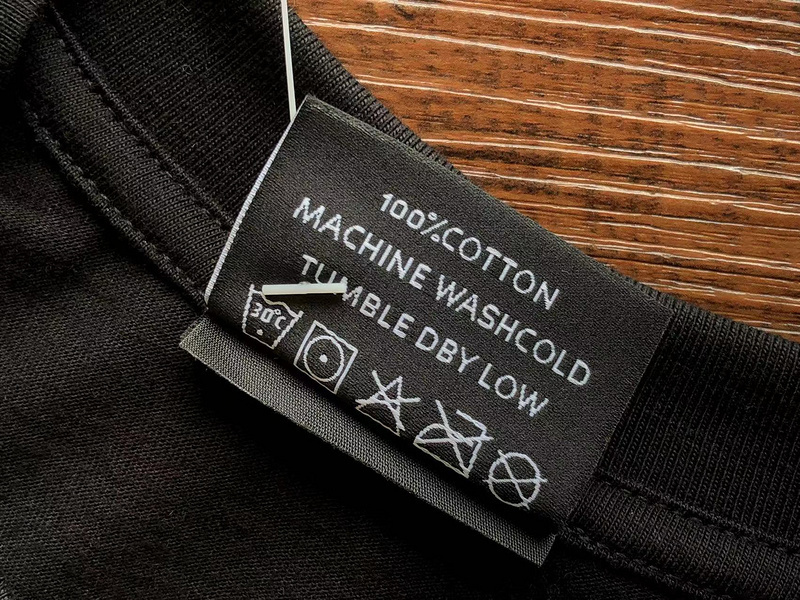 100%COTTON
MACHINE WASHCOLD
TUMBLE DBY LOW
30°C